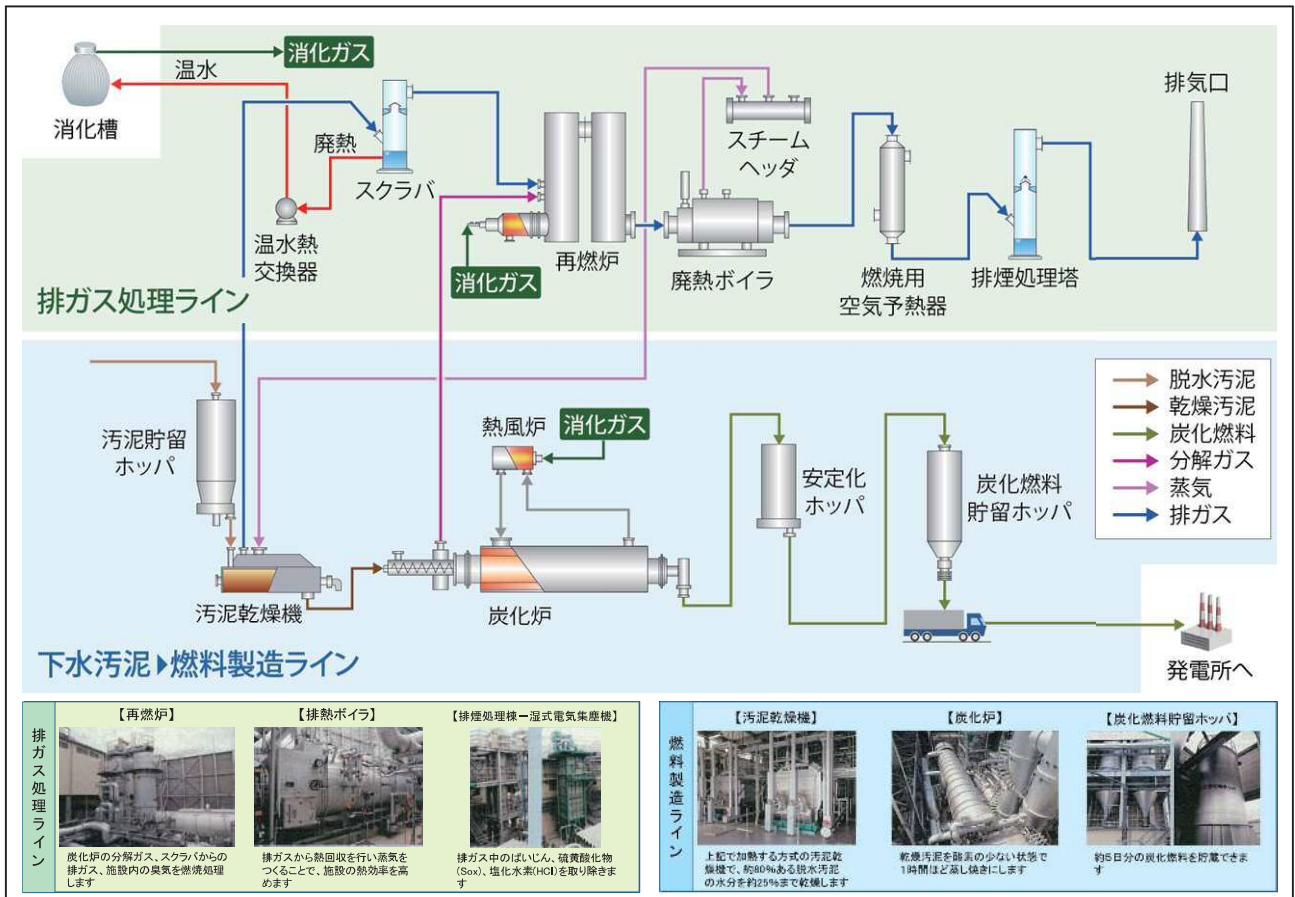 消化ガス
温水
消化槽
廃熱
スクラバ
温水熱
交換器
消化ガス
再燃炉
スチーム
ヘッダ
廃熱ボイラ
燃焼用
空気予熱器
排煙処理塔
排気口
排ガス処理ライン
汚泥貯留
ホッパ
汚泥乾燥機
熱風炉
消化ガス
炭化炉
安定化
ホッパ
炭化燃料
貯留ホッパ
脱水汚泥
乾燥汚泥
炭化燃料
分解ガス
蒸気
排ガス
発電所へ
下水汚泥▶燃料製造ライン
排ガス処理ライン
【再燃炉】
炭化炉の分解ガス、スクラバからの
排ガス、施設内の臭気を燃焼処理
します
【排熱ボイラ】
排ガスから熱回収を行い蒸気を
つくることで、施設の熱効率を高
めます
【排煙処理棟－湿式電気集塵機】
排ガス中のばいじん、硫黄酸化物
(Sox)、塩化水素(HCl)を取り除きま
す
燃料製造ライン
【汚泥乾燥機】
上記で加熱する方式の汚泥乾
燥機で、約80%ある脱水汚泥
の水分を約25%まで乾燥します
【炭化炉】
乾燥汚泥を酸素の少ない状態で
1時間ほど蒸し焼きにします
【炭化燃料貯留ホッパ】
約5日分の炭化燃料を貯蔵できま
す